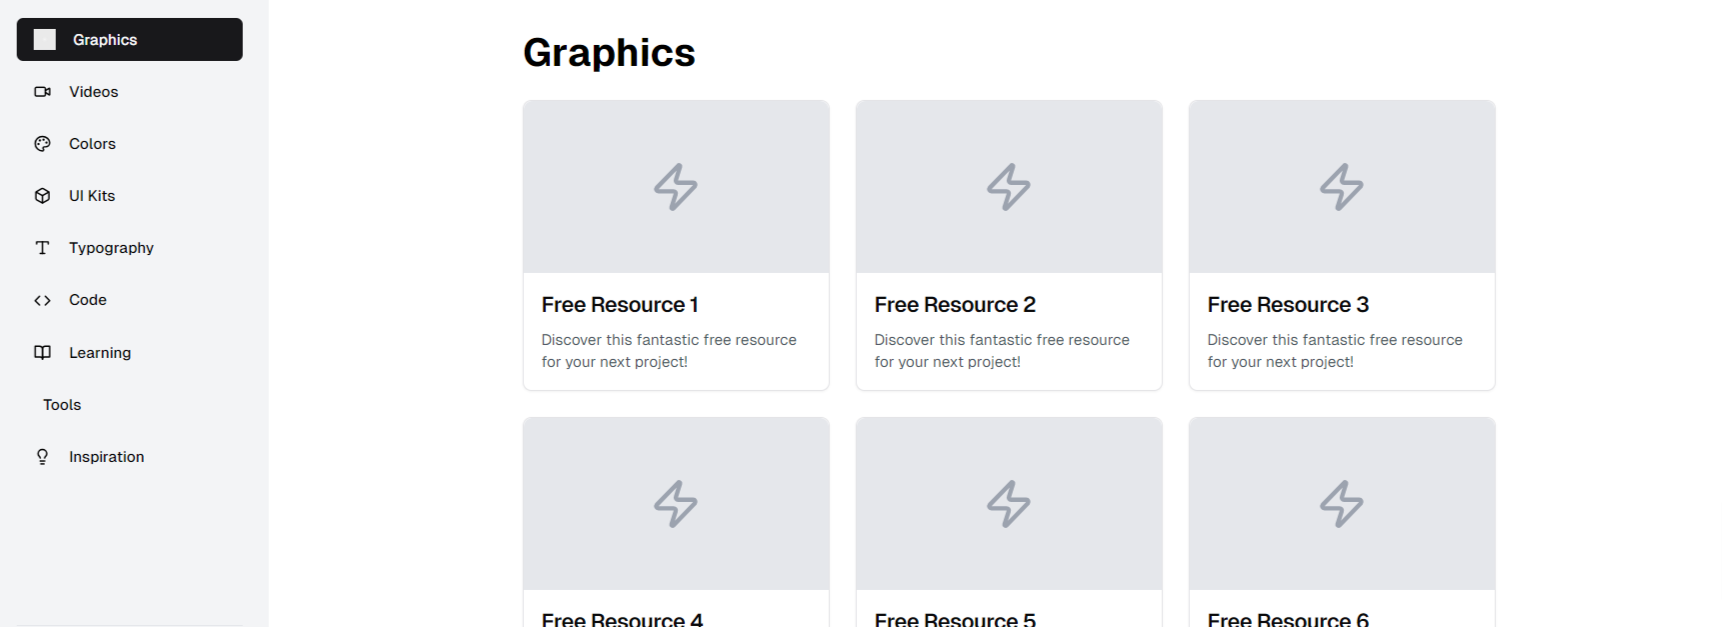 Graphics
Videos
Colors
UI Kits
Typography
Code
Learning
Tools
Inspiration
Graphics
Free Resource 1
Discover this fantastic free resource
for your next project!
Free Resource 2
Discover this fantastic free resource
for your next project!
Free Resource 3
Discover this fantastic free resource
for your next project!
Free Resource 4
Free Resource 5
Free Resource 6